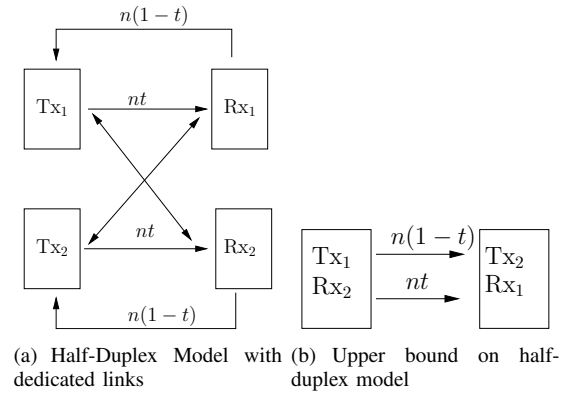 n(1-t)
Tx₁
nt
Rx₁
Tx₂
nt
Rx₂
n(1-t)
(a) Half-Duplex Model with dedicated links
n(1-t)
Tx₁
Rx₂
nt
Tx₂
Rx₁
(b) Upper bound on half-
duplex model